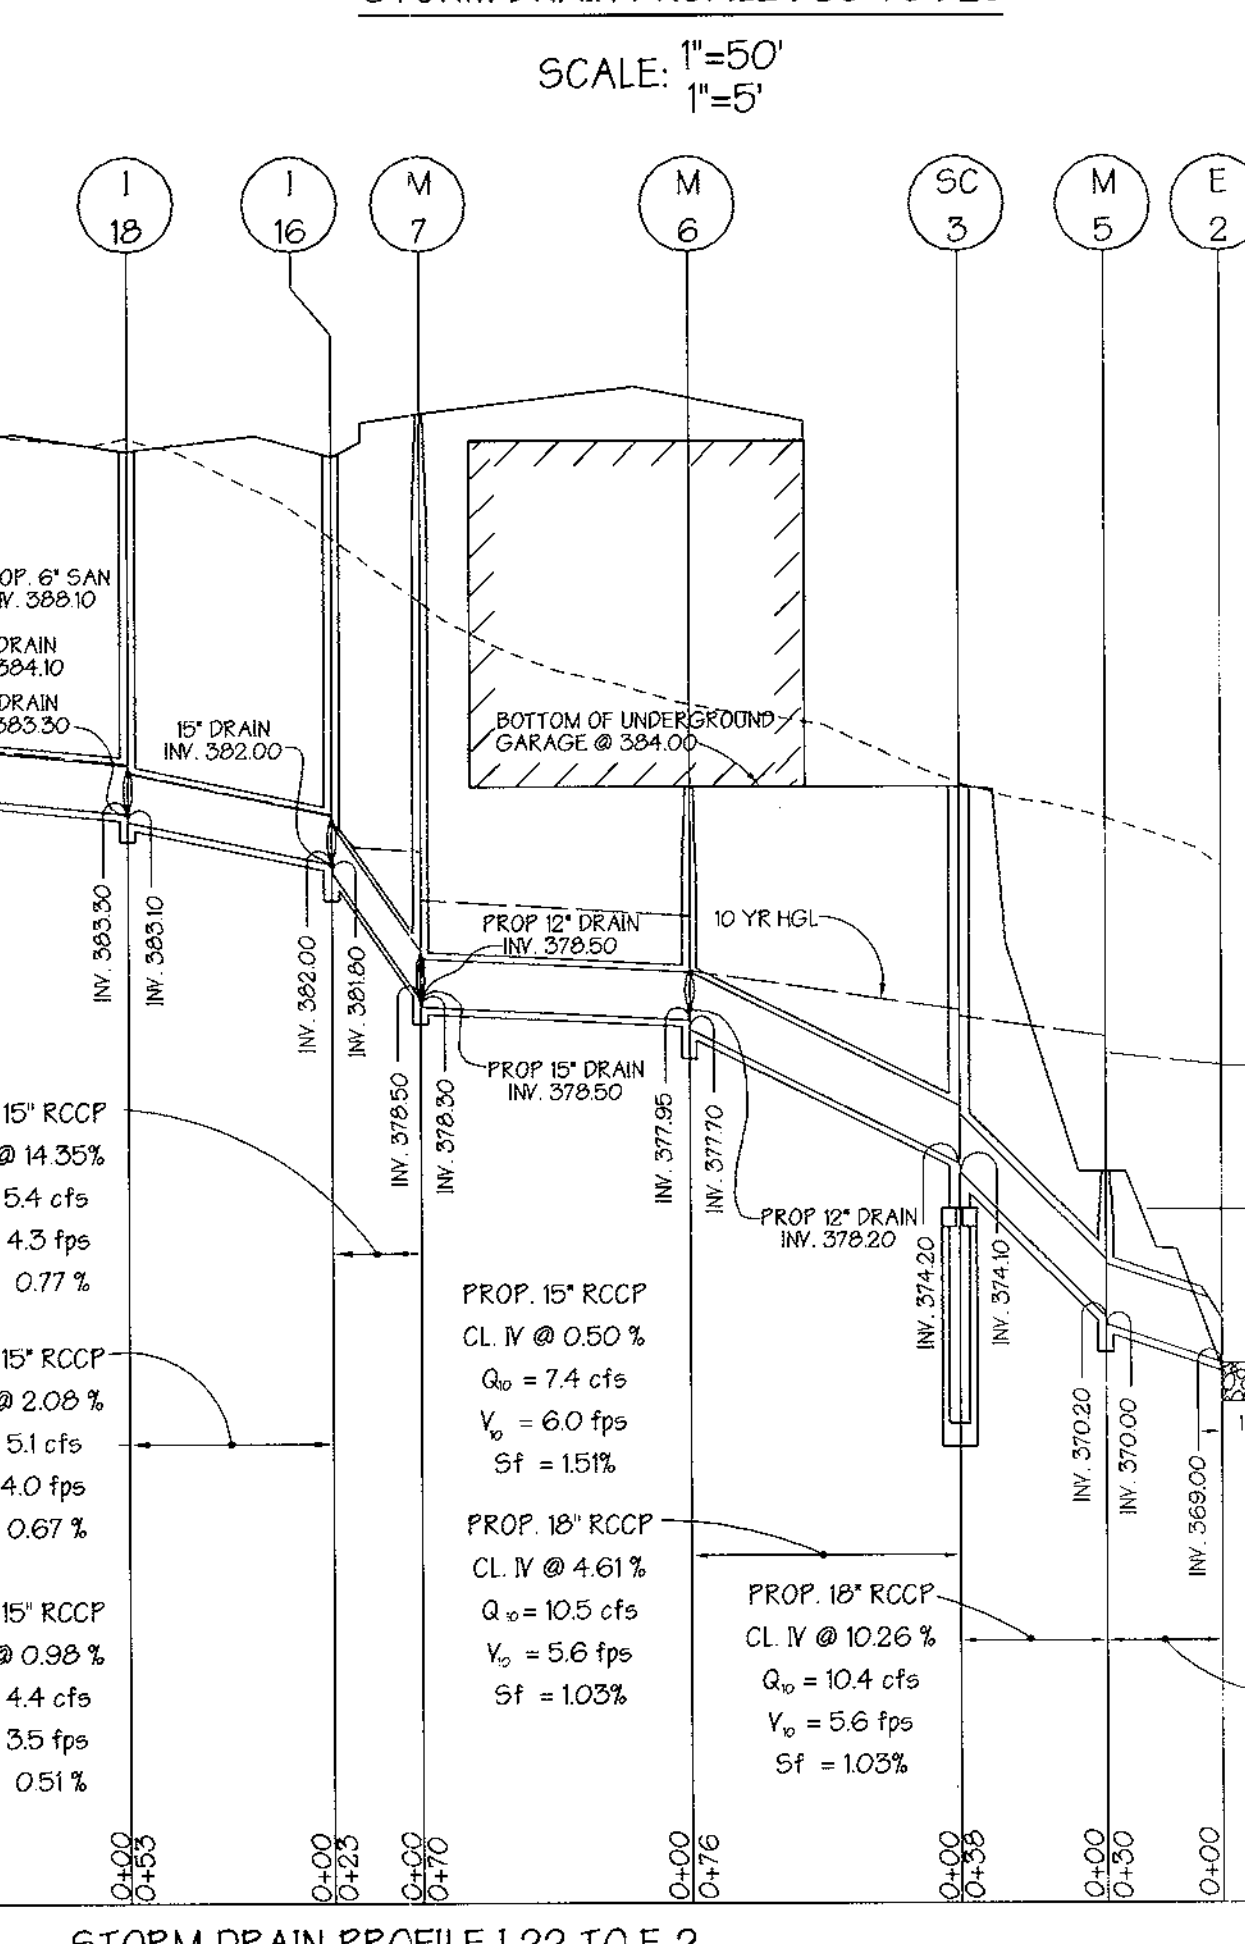 SCALE: 1"=50'
1"=5'
I
18
I
16
M
7
M
6
SC
3
M
5
E
2
OP. 6" SAN
INV. 388.10
DRAIN
384.10
DRAIN
383.30
15" DRAIN
INV. 382.00
BOTTOM OF UNDERGROUND
GARAGE @ 384.00
INV. 383.30
INV. 383.10
INV. 382.00
INV. 381.80
PROP 12" DRAIN
INV. 378.50
10 YR HGL
PROP 15" DRAIN
INV. 378.50
INV. 378.50
INV. 378.30
INV. 377.95
INV. 377.70
PROP 12" DRAIN
INV. 378.20
INV. 374.20
INV. 374.10
INV. 370.20
INV. 370.00
INV. 369.00
15" RCCP
@ 14.35%
5.4 cfs
4.3 fps
0.77 %
15" RCCP
@ 2.08 %
5.1 cfs
4.0 fps
0.67 %
15" RCCP
@ 0.98 %
4.4 cfs
3.5 fps
0.51 %
PROP. 15" RCCP
CL. IV @ 0.50 %
Q10 = 7.4 cfs
V10 = 6.0 fps
Sf = 1.51%
PROP. 18" RCCP
CL. IV @ 4.61 %
Q10 = 10.5 cfs
V10 = 5.6 fps
Sf = 1.03%
PROP. 18" RCCP
CL. IV @ 10.26 %
Q10 = 10.4 cfs
V10 = 5.6 fps
Sf = 1.03%
0+00
0+53
0+00
0+23
0+00
0+70
0+00
0+76
0+00
0+38
0+00
0+30
0+00
STORM DRAIN PROFILE I 22 TO E 2